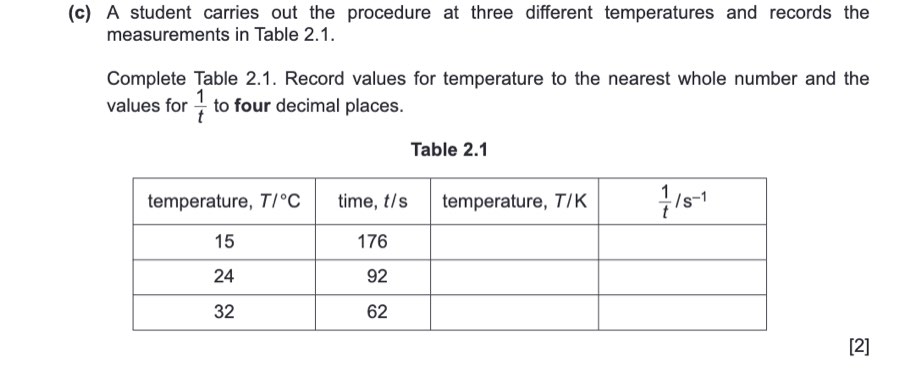 (c) A student carries out the procedure at three different temperatures and records the
measurements in Table 2.1.
Complete Table 2.1. Record values for temperature to the nearest whole number and the
values for 1/t to four decimal places.
Table 2.1
temperature, T/°C time, t/s temperature, T/K 1/t /s⁻¹
15 176
24 92
32 62
[2]